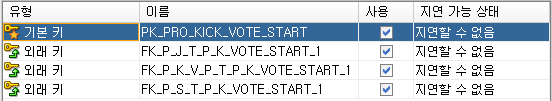 유형 이름 사용 지연 가능 상태
기본 키 PK_PRO_KICK_VOTE_START 지연할 수 없음
외래 키 FK_P_J_T_P_K_VOTE_START_1 지연할 수 없음
외래 키 FK_P_K_V_P_T_P_K_VOTE_START_1 지연할 수 없음
외래 키 FK_P_S_T_P_K_VOTE_START_1 지연할 수 없음